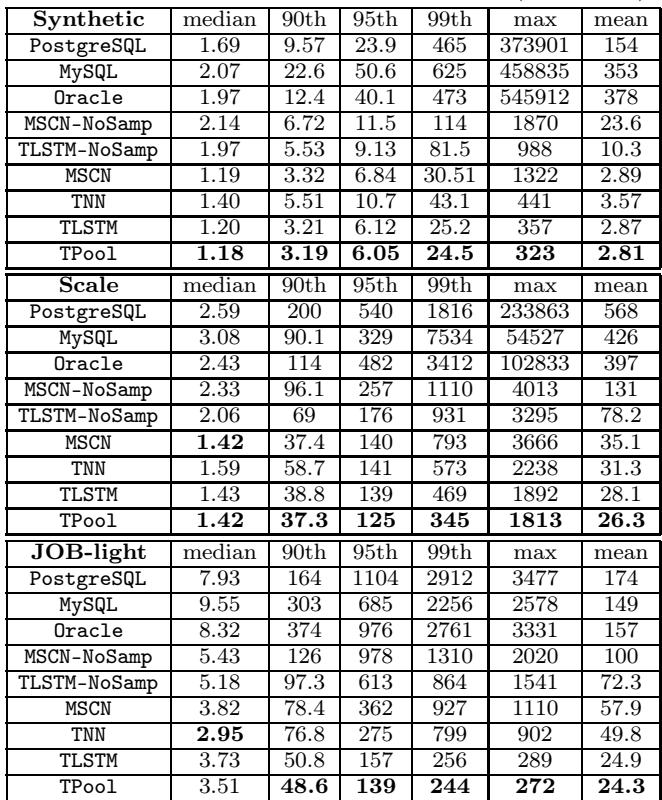 Synthetic median 90th 95th 99th max mean
PostgreSQL 1.69 9.57 23.9 465 373901 154
MySQL 2.07 22.6 50.6 625 458835 353
Oracle 1.97 12.4 40.1 473 545912 378
MSCN-NoSamp 2.14 6.72 11.5 114 1870 23.6
TLSTM-NoSamp 1.97 5.53 9.13 81.5 988 10.3
MSCN 1.19 3.32 6.84 30.51 1322 2.89
TNN 1.40 5.51 10.7 43.1 441 3.57
TLSTM 1.20 3.21 6.12 25.2 357 2.87
TPool 1.18 3.19 6.05 24.5 323 2.81
Scale median 90th 95th 99th max mean
PostgreSQL 2.59 200 540 1816 233863 568
MySQL 3.08 90.1 329 7534 54527 426
Oracle 2.43 114 482 3412 102833 397
MSCN-NoSamp 2.33 96.1 257 1110 4013 131
TLSTM-NoSamp 2.06 69 176 931 3295 78.2
MSCN 1.42 37.4 140 793 3666 35.1
TNN 1.59 58.7 141 573 2238 31.3
TLSTM 1.43 38.8 139 469 1892 28.1
TPool 1.42 37.3 125 345 1813 26.3
JOB-light median 90th 95th 99th max mean
PostgreSQL 7.93 164 1104 2912 3477 174
MySQL 9.55 303 685 2256 2578 149
Oracle 8.32 374 976 2761 3331 157
MSCN-NoSamp 5.43 126 978 1310 2020 100
TLSTM-NoSamp 5.18 97.3 613 864 1541 72.3
MSCN 3.82 78.4 362 927 1110 57.9
TNN 2.95 76.8 275 799 902 49.8
TLSTM 3.73 50.8 157 256 289 24.9
TPool 3.51 48.6 139 244 272 24.3